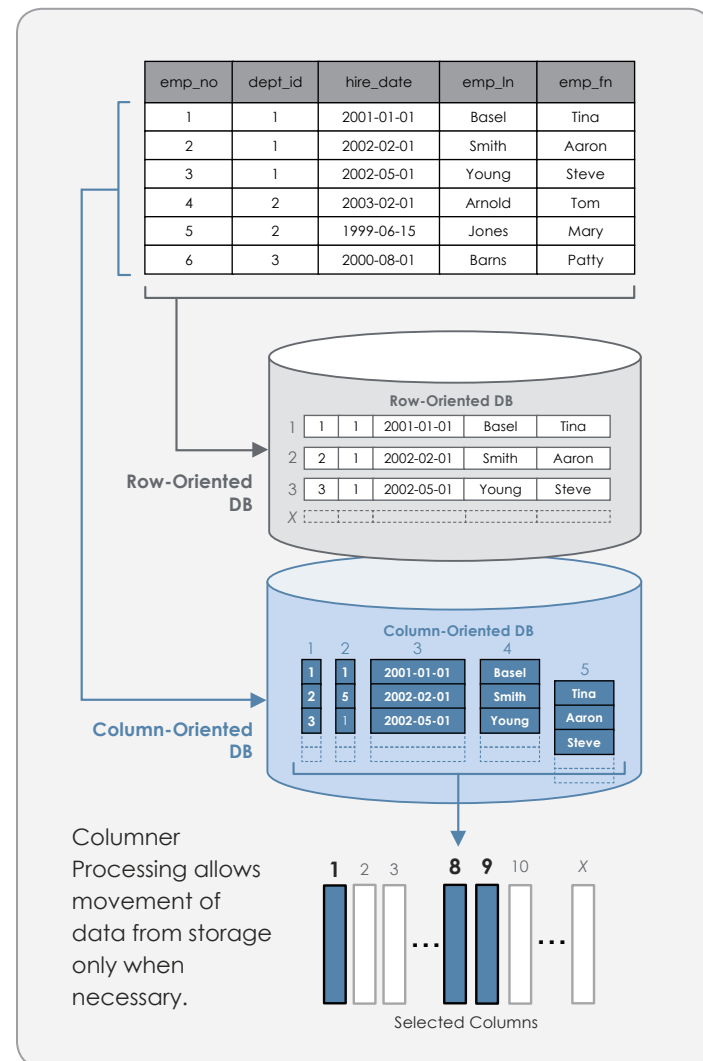 emp_no dept_id hire_date emp_ln emp_fn
1 1 2001-01-01 Basel Tina
2 1 2002-02-01 Smith Aaron
3 1 2002-05-01 Young Steve
4 2 2003-02-01 Arnold Tom
5 2 1999-06-15 Jones Mary
6 3 2000-08-01 Barns Patty
Row-Oriented DB
1 1 1 2001-01-01 Basel Tina
2 2 1 2002-02-01 Smith Aaron
3 3 1 2002-05-01 Young Steve
X
Row-Oriented
DB
Column-Oriented DB
1 2 3 4 5
1 1 2001-01-01 Basel Tina
2 5 2002-02-01 Smith Aaron
3 1 2002-05-01 Young Steve
Column-Oriented
DB
Columner
Processing allows
movement of
data from storage
only when
necessary.
1 2 3 8 9 10 X
... ...
Selected Columns